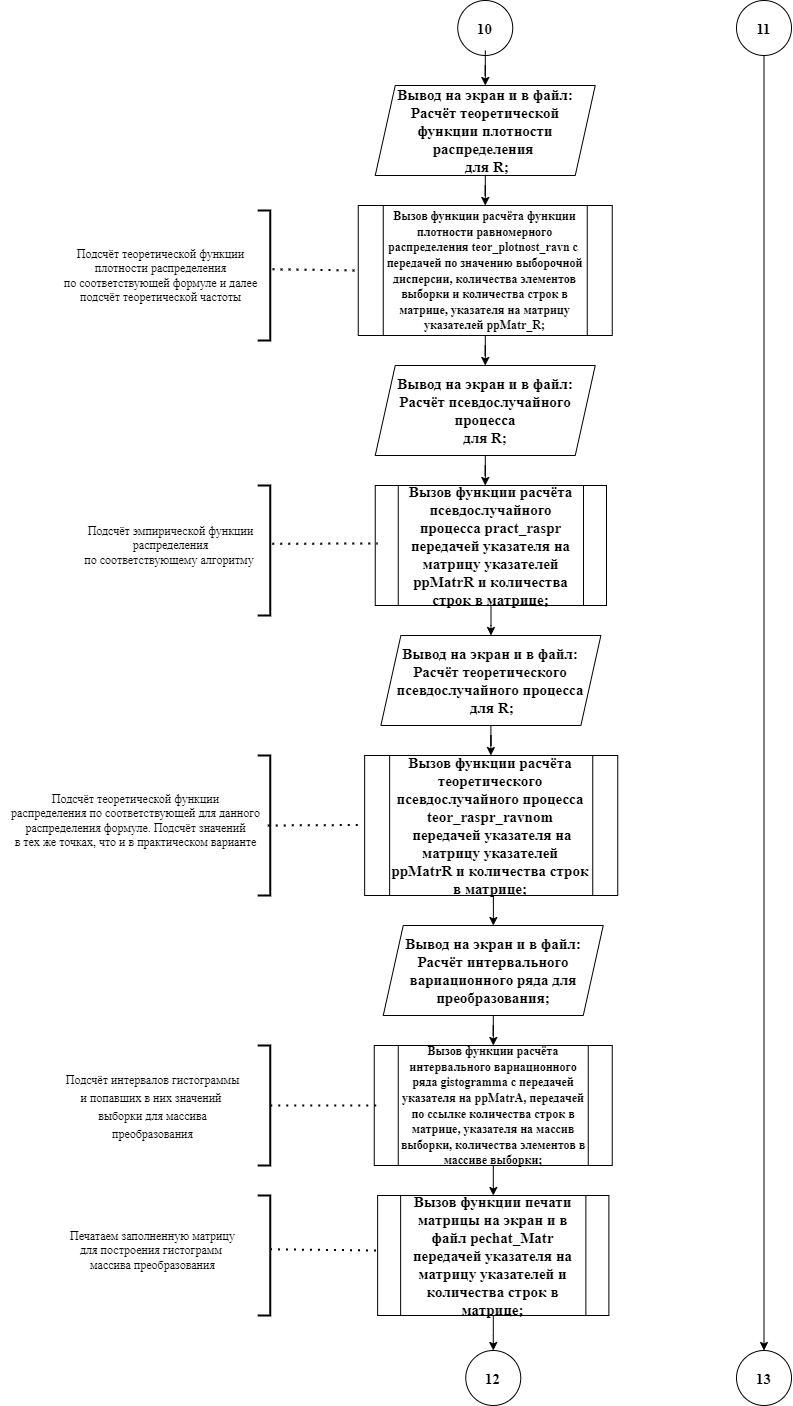 10
11
Вывод на экран и в файл:
Расчёт теоретической
функции плотности
распределения
для R;
Подсчёт теоретической функции
плотности распределения
по соответствующей формуле и далее
подсчёт теоретической частоты
Вызов функции расчёта функции
плотности равномерного
распределения teor_plotnost_ravn с
передачей по значению выборочной
дисперсии, количества элементов
выборки и количества строк в
матрице, указателя на матрицу
указателей ppMatr_R;
Вывод на экран и в файл:
Расчёт псевдослучайного
процесса
для R;
Подсчёт эмпирической функции
распределения
по соответствующему алгоритму
Вызов функции расчёта
псевдослучайного
процесса pract_raspr
передачей указателя на
матрицу указателей
ppMatrR и количества
строк в матрице;
Вывод на экран и в файл:
Расчёт теоретического
псевдослучайного процесса
для R;
Подсчёт теоретической функции
распределения по соответствующей для данного
распределения формуле. Подсчёт значений
в тех же точках, что и в практическом варианте
Вызов функции расчёта
теоретического
псевдослучайного процесса
teor_raspr_ravnom
передачей указателя на
матрицу указателей
ppMatrR и количества строк
в матрице;
Вывод на экран и в файл:
Расчёт интервального
вариационного ряда для
преобразования;
Подсчёт интервалов гистограммы
и попавших в них значений
выборки для массива
преобразования
Вызов функции расчёта
интервального вариационного
ряда gistogramma с передачей
указателя на ppMatrA, передачей
по ссылке количества строк в
матрице, указателя на массив
выборки, количества элементов в
массиве выборки;
Печатаем заполненную матрицу
для построения гистограмм
массива преобразования
Вызов функции печати
матрицы на экран и в
файл pechat_Matr
передачей указателя на
матрицу указателей и
количества строк в
матрице;
12
13